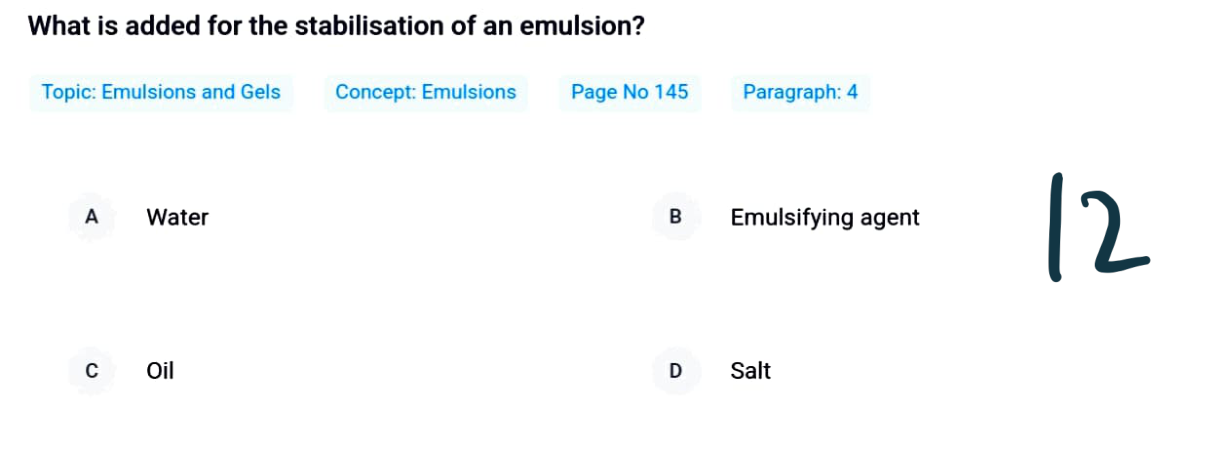 What is added for the stabilisation of an emulsion?
Topic: Emulsions and Gels Concept: Emulsions Page No 145 Paragraph: 4
A Water B Emulsifying agent 12
C Oil D Salt